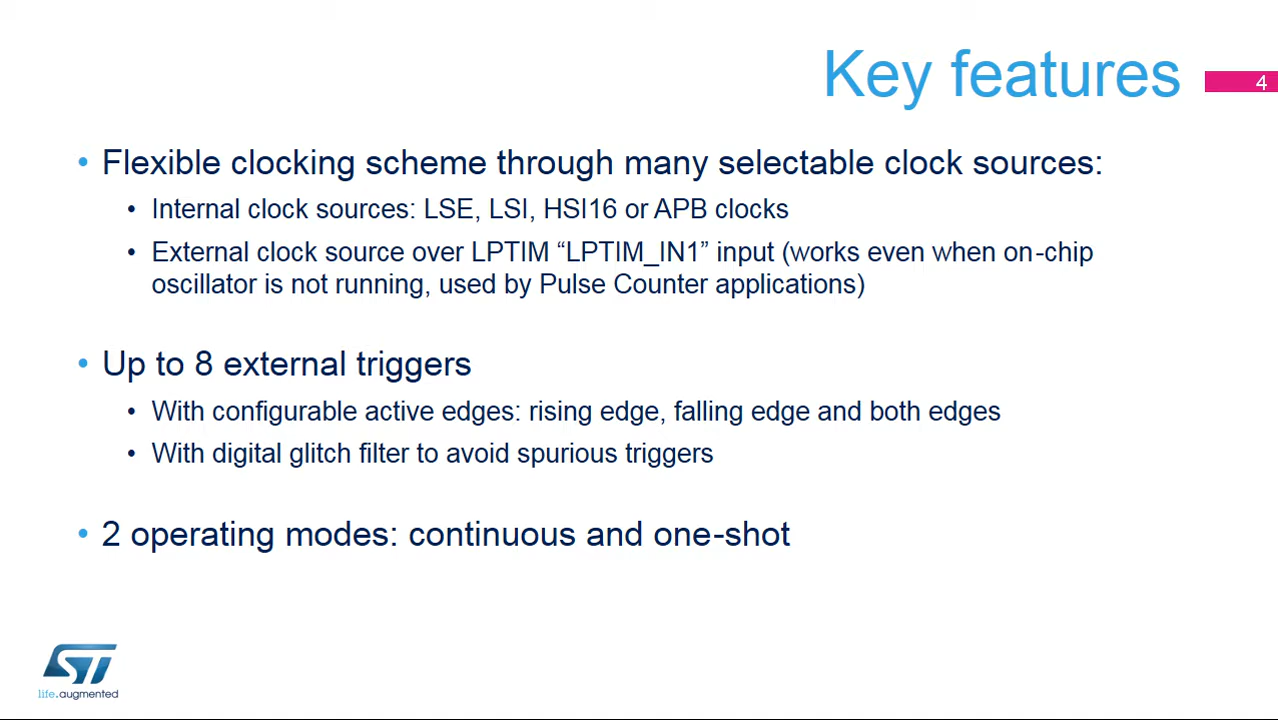 Key features
4
• Flexible clocking scheme through many selectable clock sources:
• Internal clock sources: LSE, LSI, HSI16 or APB clocks
• External clock source over LPTIM “LPTIM_IN1” input (works even when on-chip
oscillator is not running, used by Pulse Counter applications)
• Up to 8 external triggers
• With configurable active edges: rising edge, falling edge and both edges
• With digital glitch filter to avoid spurious triggers
• 2 operating modes: continuous and one-shot
ST
life.augmented